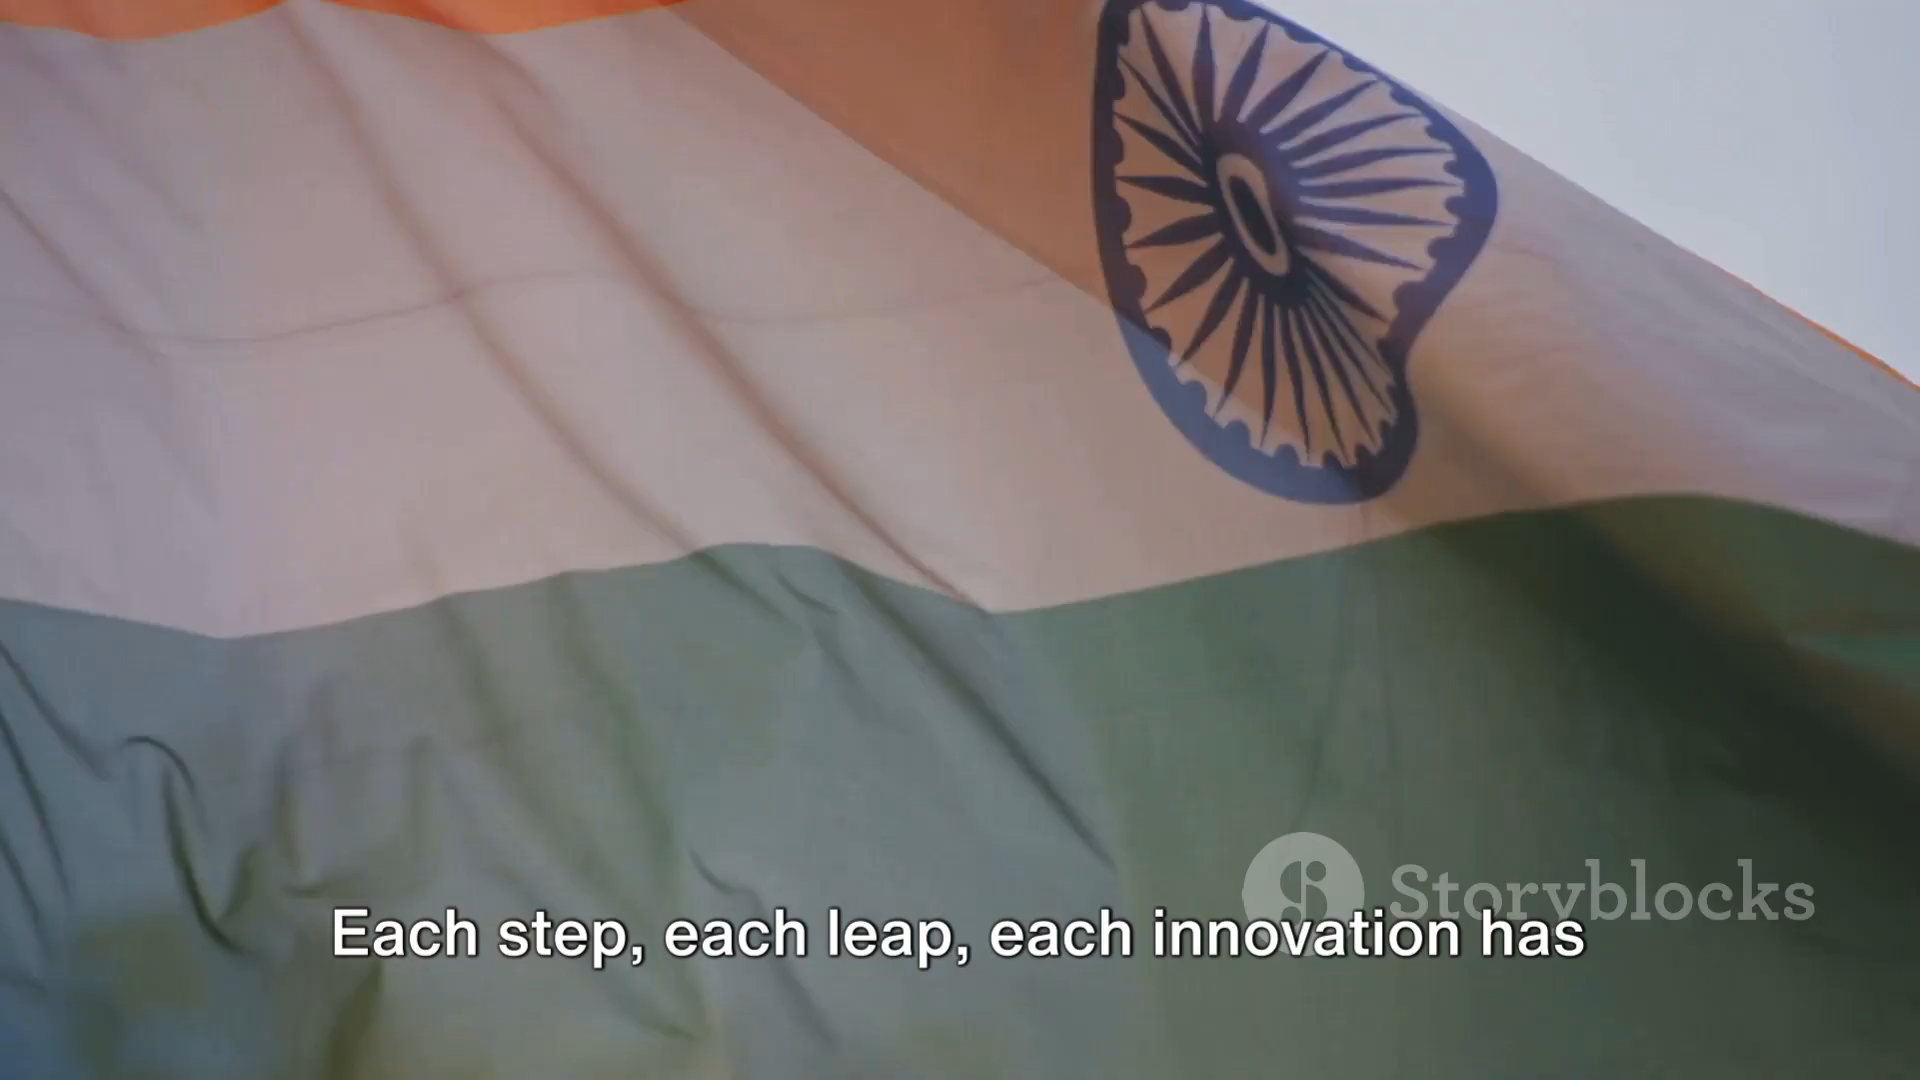 Storyblocks
Each step, each leap, each innovation has